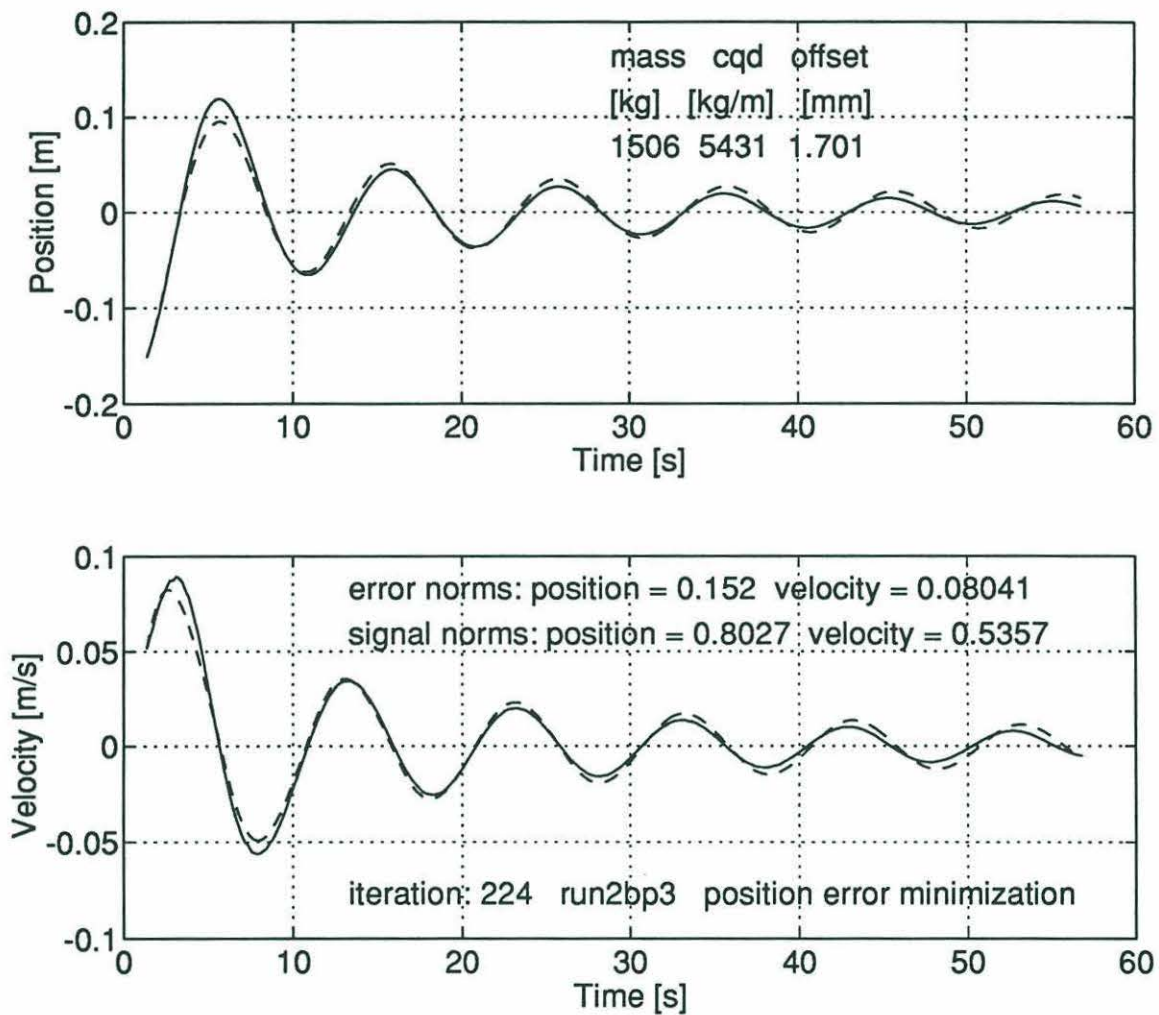 0.2
mass cqd offset
[kg] [kg/m] [mm]
1506 5431 1.701
0.1
0
-0.1
-0.2
Position [m]
0 10 20 30 40 50 60
Time [s]
0.1
error norms: position = 0.152 velocity = 0.08041
signal norms: position = 0.8027 velocity = 0.5357
0.05
0
-0.05
-0.1
Velocity [m/s]
iteration: 224 run2bp3 position error minimization
0 10 20 30 40 50 60
Time [s]